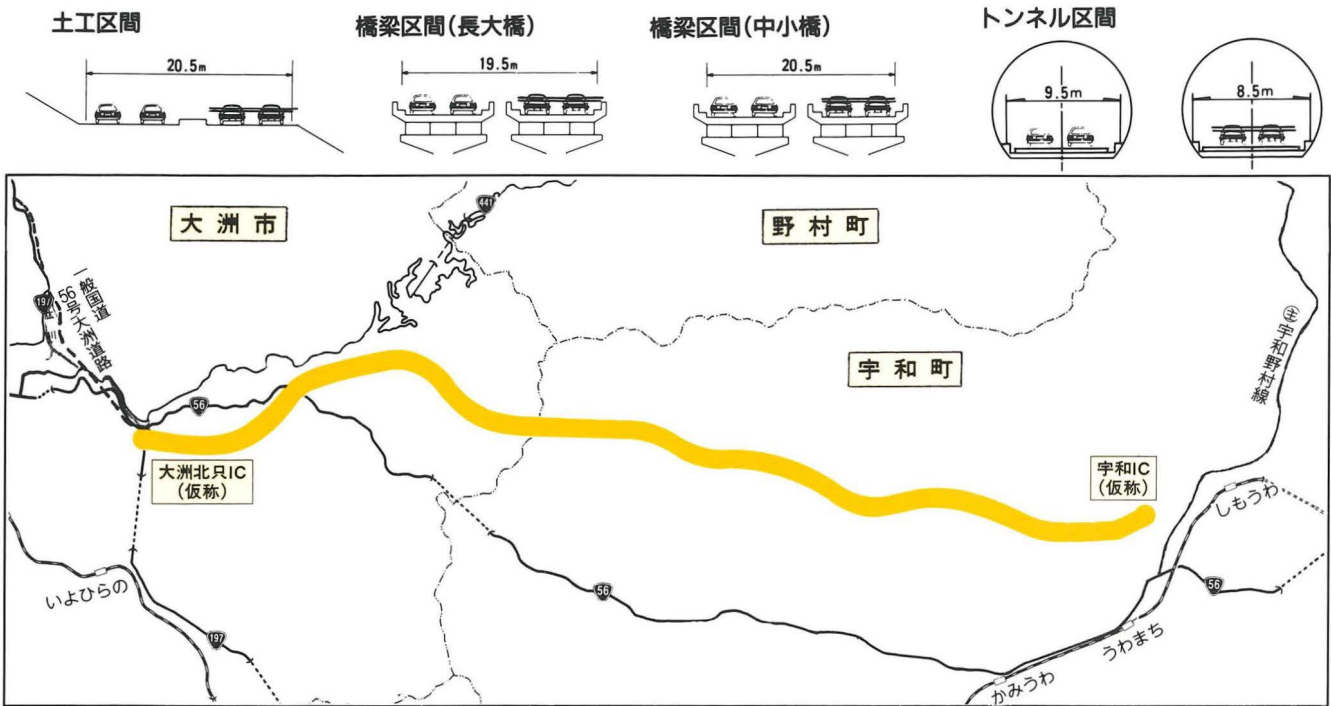 土工区間
橋梁区間(長大橋)
橋梁区間(中小橋)
トンネル区間
20.5m
19.5m
20.5m
9.5m
8.5m
大洲市
441
野村町
197
一般国道
56号大洲道路
㊤宇和野村線
宇和町
56
大洲北只IC
(仮称)
宇和IC
(仮称)
しもうわ
いよひらの
197
56
56
うわまち
かみうわ